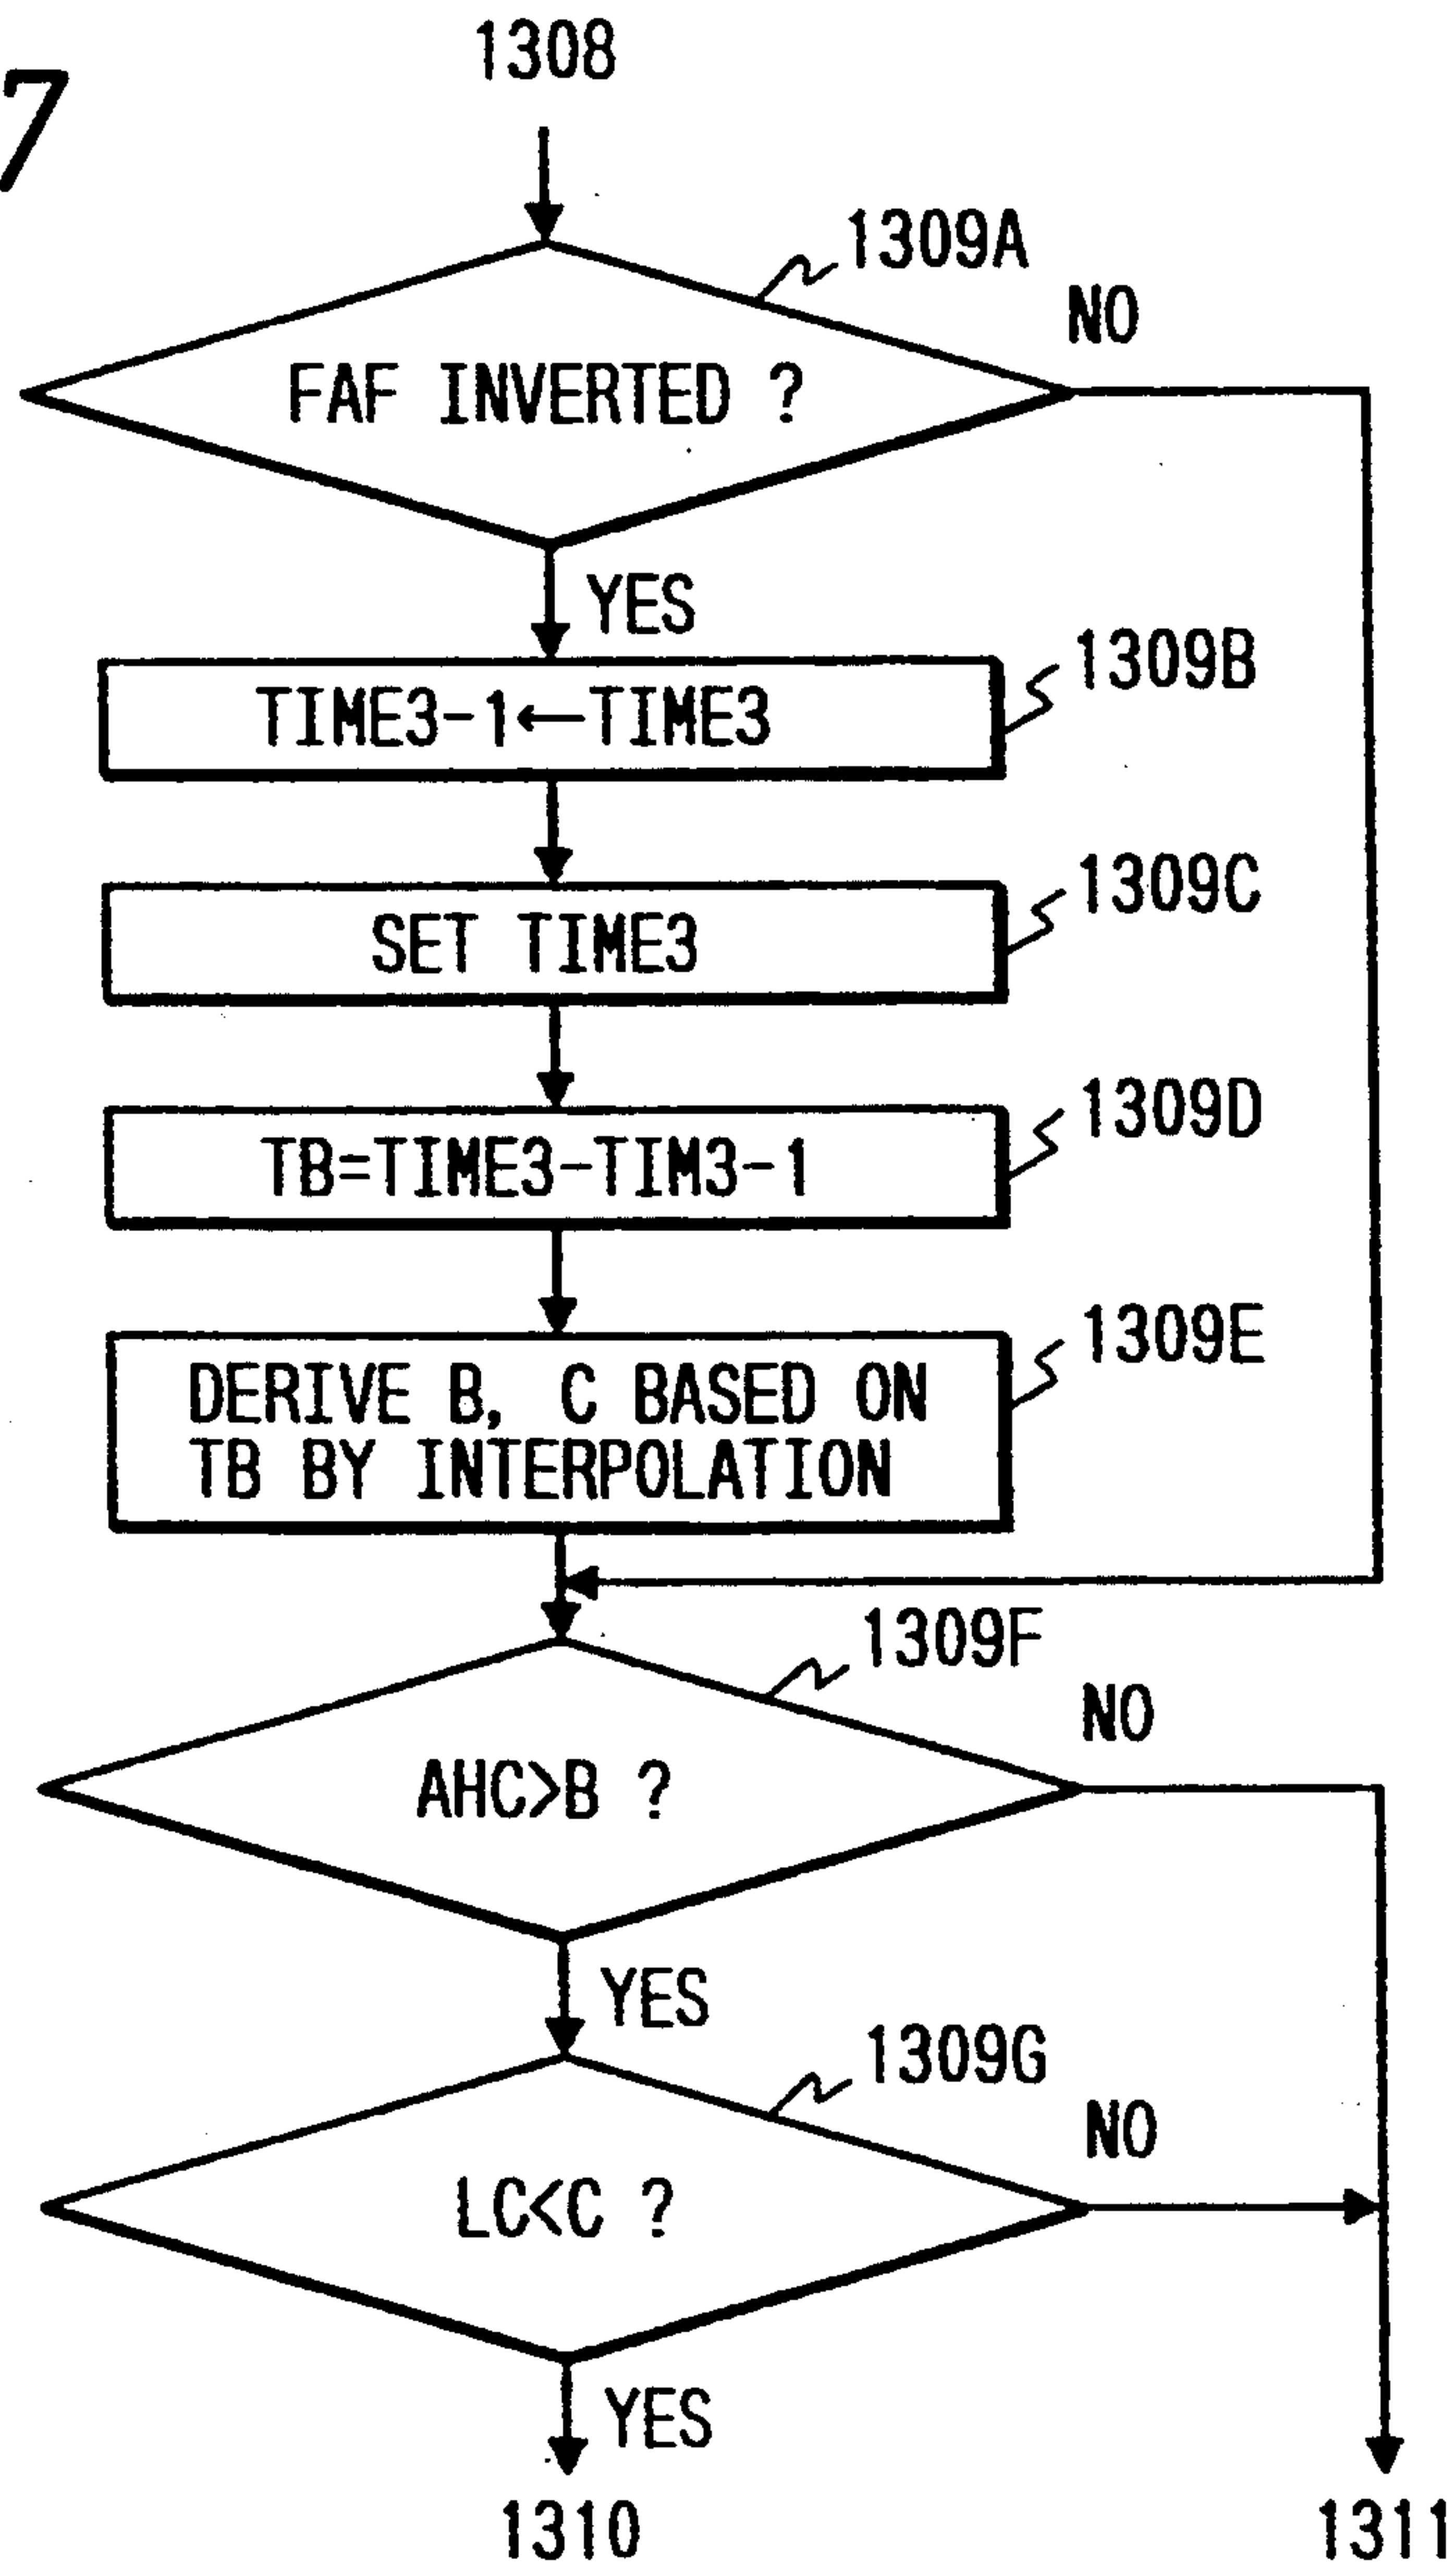 7
1308
1309A
NO
FAF INVERTED ?
YES
1309B
TIME3-1←TIME3
1309C
SET TIME3
1309D
TB=TIME3-TIM3-1
1309E
DERIVE B, C BASED ON
TB BY INTERPOLATION
1309F
NO
AHC>B ?
YES
1309G
NO
LC<C ?
YES
1310
1311